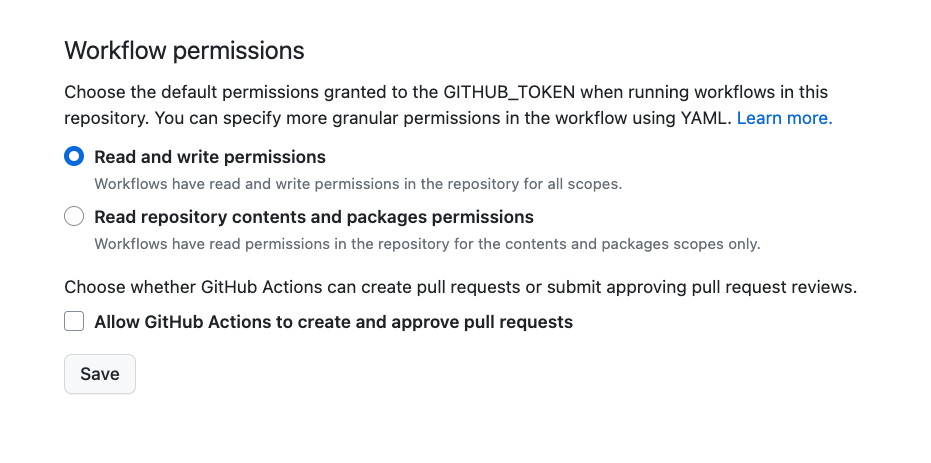 Workflow permissions
Choose the default permissions granted to the GITHUB_TOKEN when running workflows in this
repository. You can specify more granular permissions in the workflow using YAML. Learn more.
Read and write permissions
Workflows have read and write permissions in the repository for all scopes.
Read repository contents and packages permissions
Workflows have read permissions in the repository for the contents and packages scopes only.
Choose whether GitHub Actions can create pull requests or submit approving pull request reviews.
Allow GitHub Actions to create and approve pull requests
Save